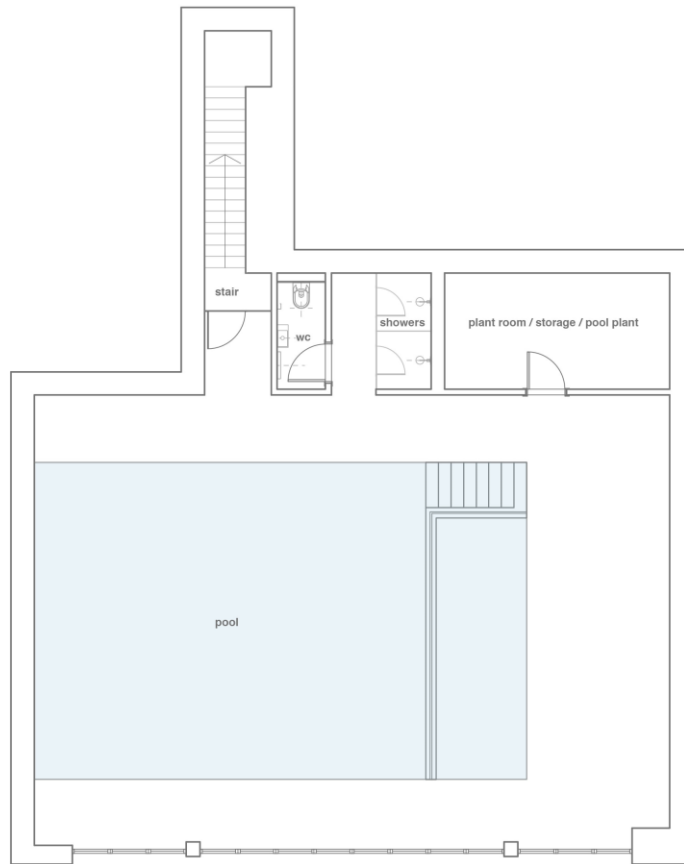 stair
wc
showers
plant room / storage / pool plant
pool